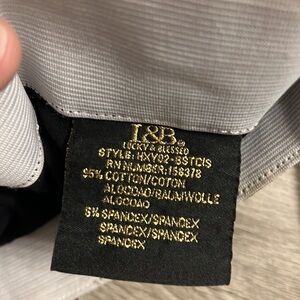 L&B
LUCKY & BLESSED
STYLE: HXY02-BSTCIS
RN NUMBER:158378
95% COTTON/COTON
ALGODAO/BAUMWOLLE
ALGODAO
5% SPANDEX/SPANDEX
SPANDEX/SPANDEX
SPANDEX